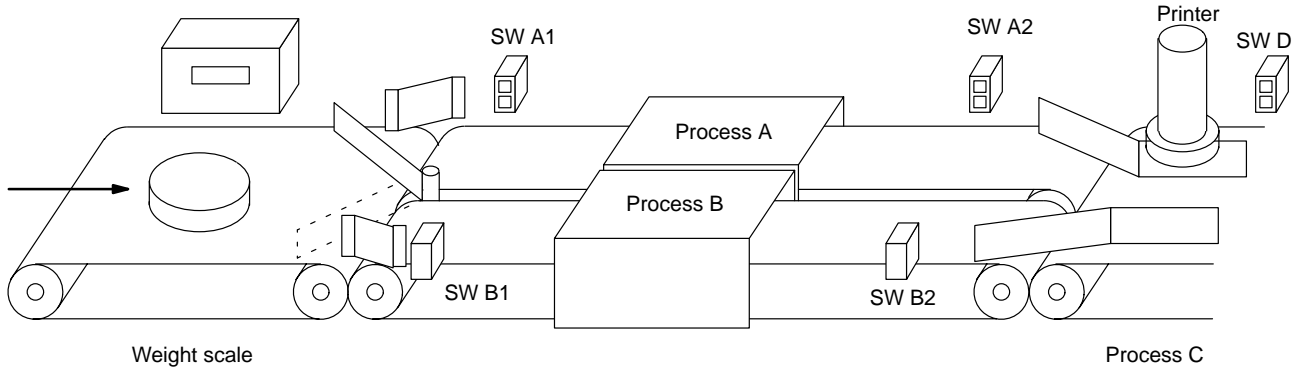 Printer
SW A1
SW A2
SW D
Process A
Process B
SW B1
SW B2
Weight scale
Process C